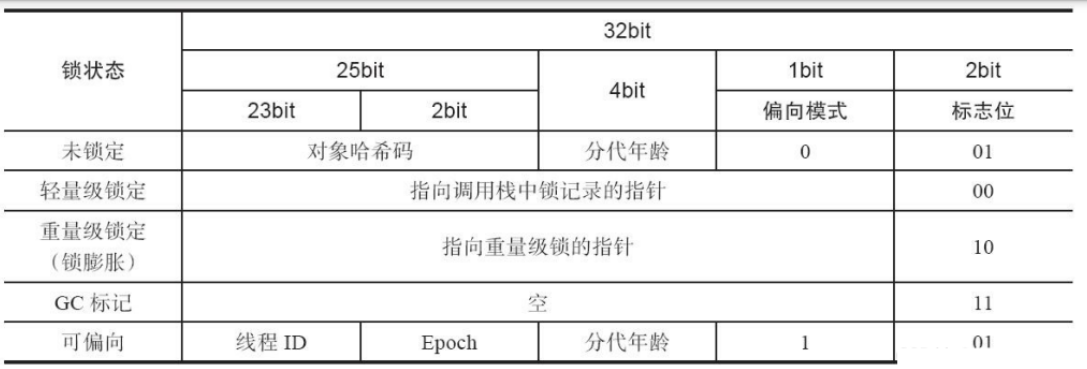 锁状态
32bit
25bit
4bit
1bit
2bit
23bit
2bit
偏向模式
标志位
未锁定
对象哈希码
分代年龄
0
01
轻量级锁定
指向调用栈中锁记录的指针
00
重量级锁定
（锁膨胀）
指向重量级锁的指针
10
GC 标记
空
11
可偏向
线程 ID
Epoch
分代年龄
1
01